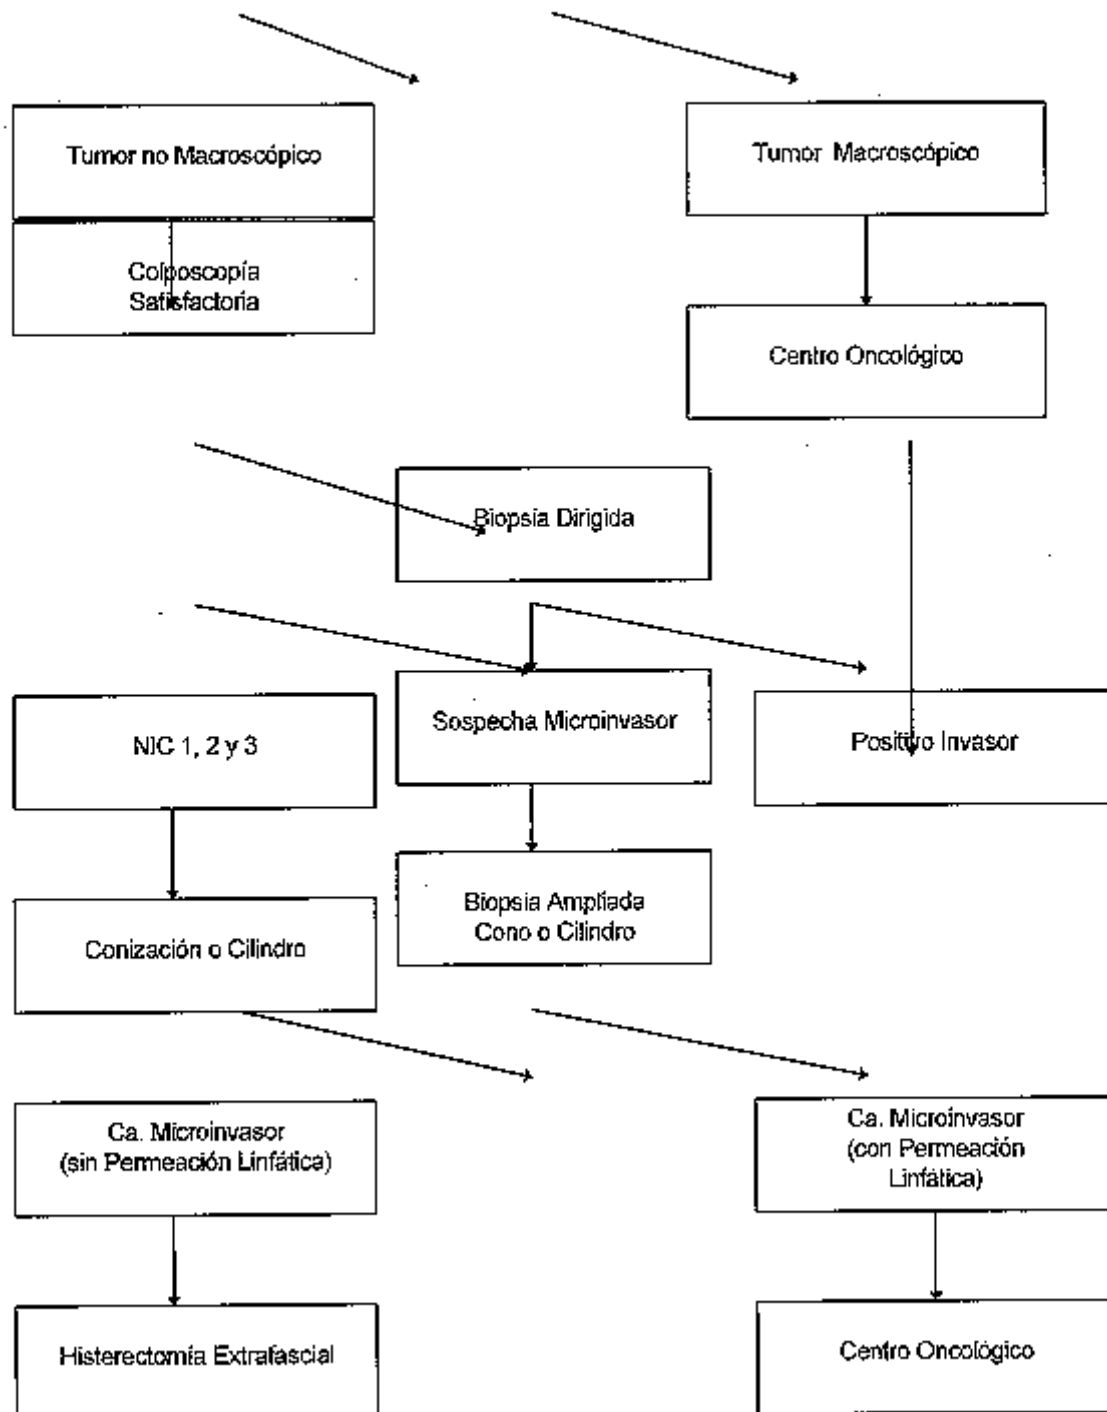 Tumor no Macroscópico
Tumor Macroscópico
Colposcopía
Satisfactoria
Centro Oncológico
Biopsia Dirigida
NIC 1, 2 y 3
Sospecha Microinvasor
Positivo Invasor
Conización o Cilindro
Biopsia Ampliada
Cono o Cilindro
Ca. Microinvasor
(sin Permeación Linfática)
Ca. Microinvasor
(con Permeación
Linfática)
Histerectomía Extrafascial
Centro Oncológico